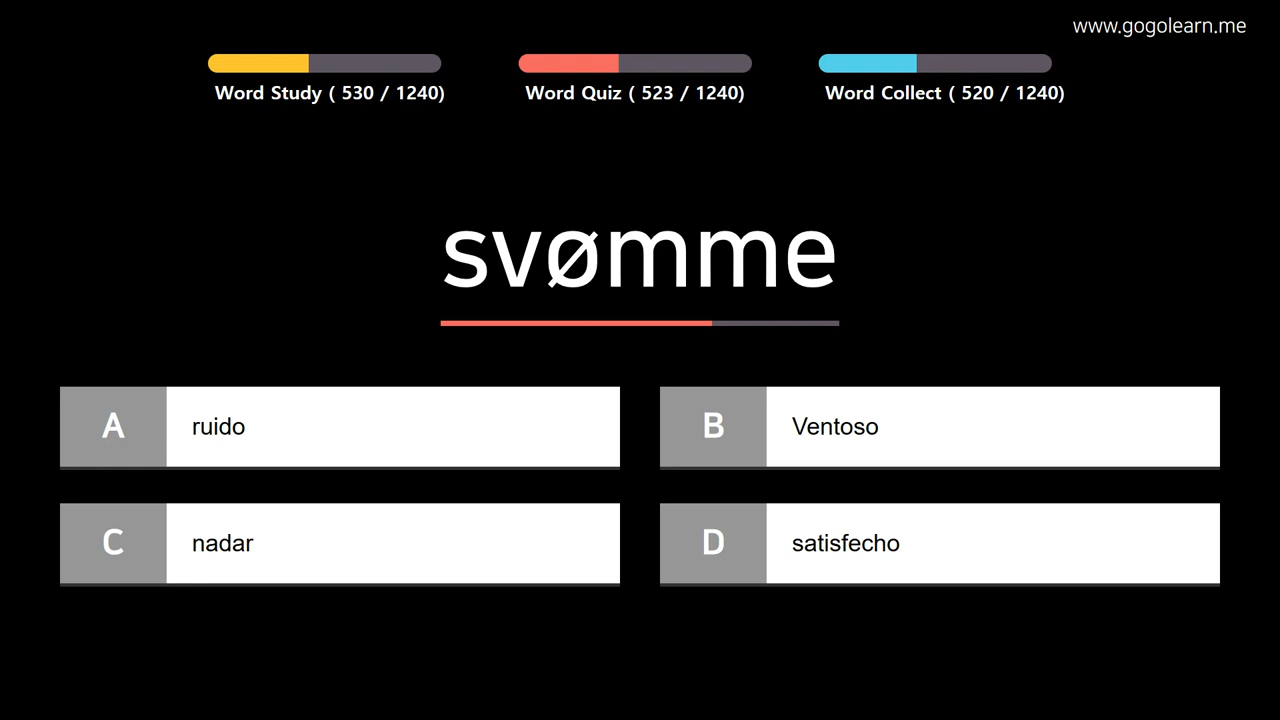 www.gogolearn.me
Word Study ( 530 / 1240)
Word Quiz ( 523 / 1240)
Word Collect ( 520 / 1240)
svømme
A ruido
B Ventoso
C nadar
D satisfecho